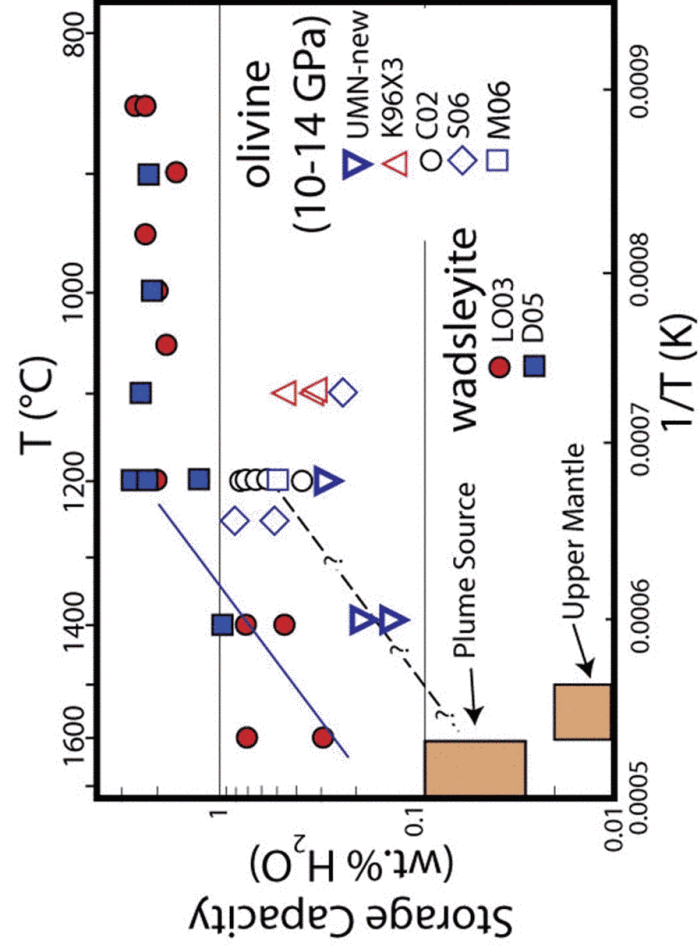 T (°C)
1600
1400
1200
1000
800
Storage Capacity
(wt.% H2O)
1
0.1
0.01
olivine
(10-14 GPa)
UMN-new
K96X3
C02
S06
M06
wadsleyite
LO03
D05
?
?
?
Plume Source
Upper Mantle
0.0005
0.0006
0.0007
0.0008
0.0009
1/T (K)